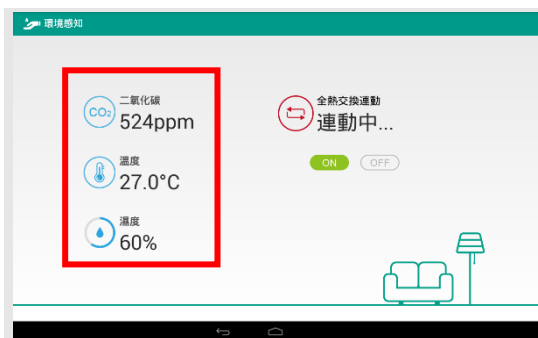 環境感知
CO2
二氧化碳
524ppm
溫度
27.0°C
濕度
60%
全熱交換連動
連動中...
ON
OFF